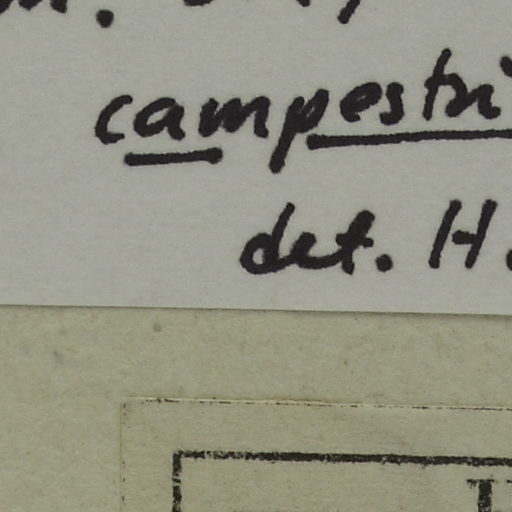 campestri
det. H.